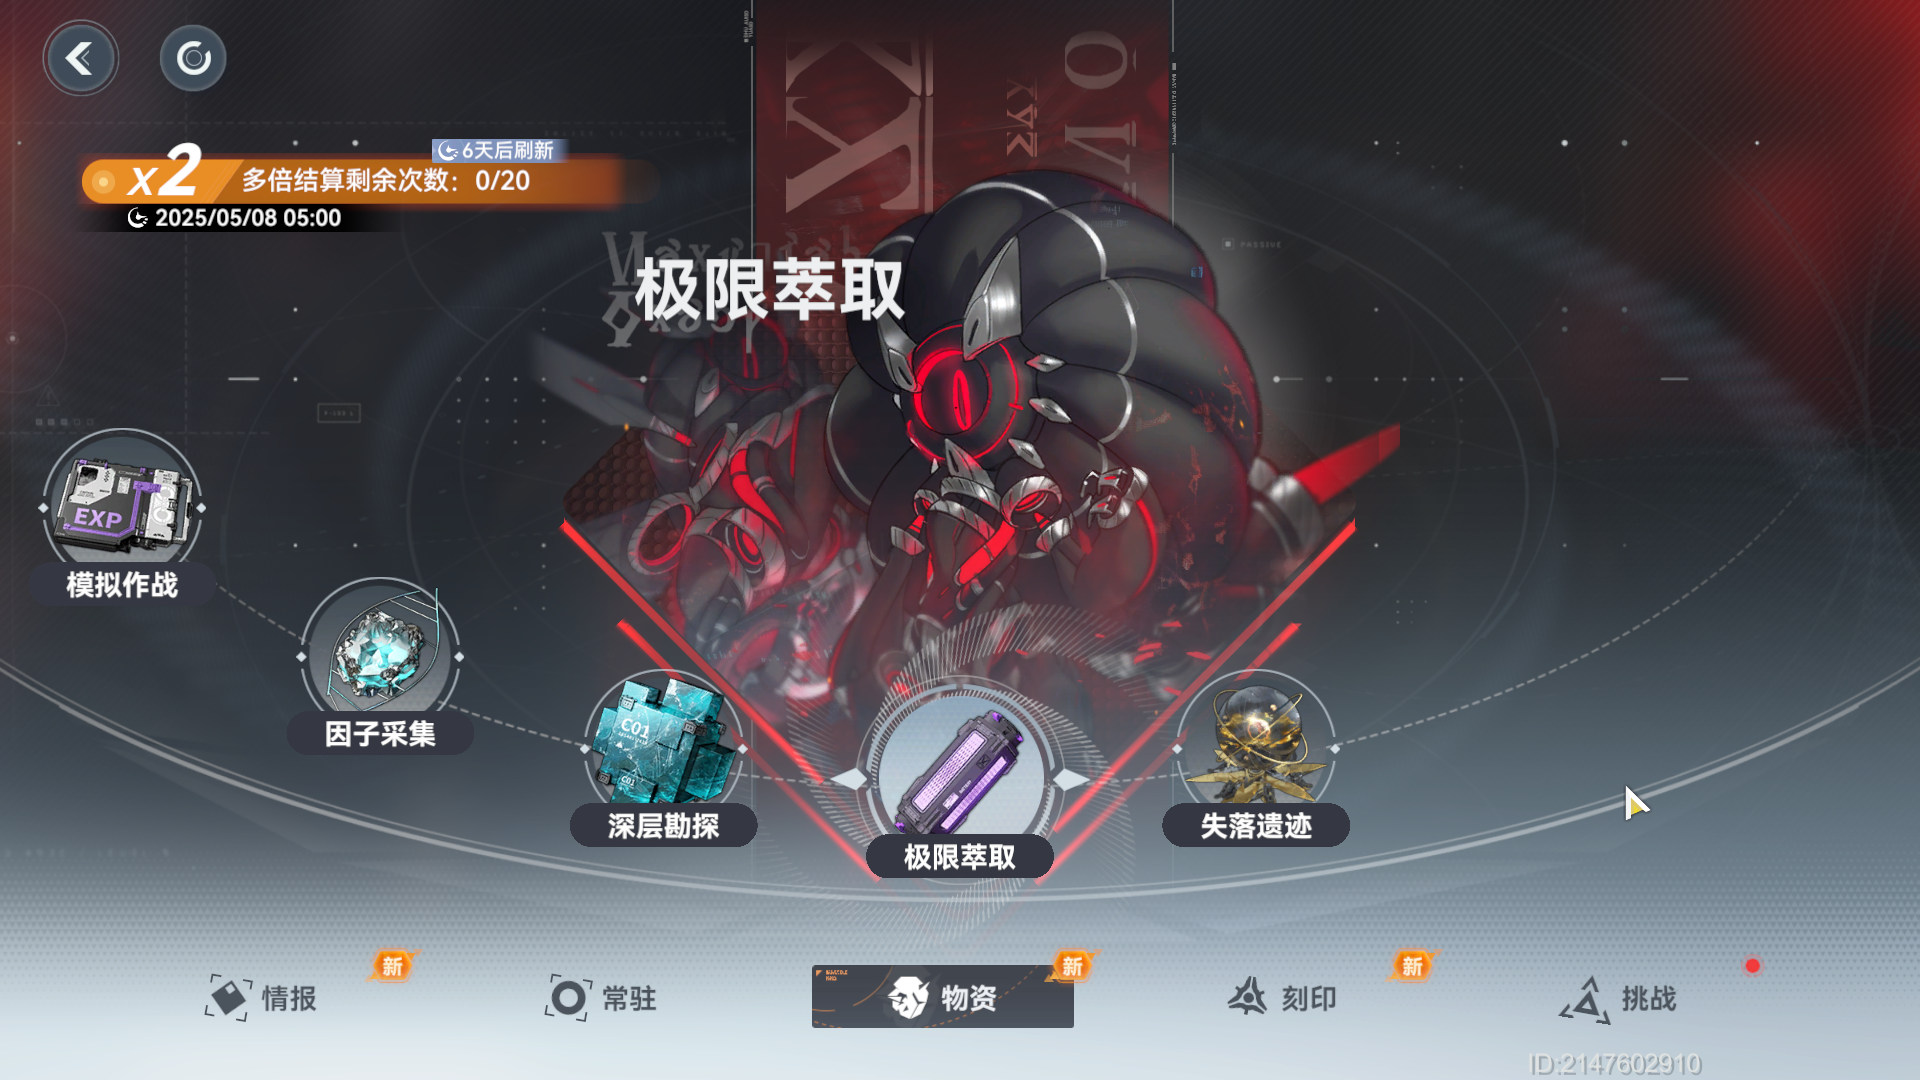 x2
6天后刷新
多倍结算剩余次数：0/20
2025/05/08 05:00
极限萃取
PASSIVE
EXP
模拟作战
因子采集
C01
C01
深层勘探
极限萃取
失落遗迹
新
情报
常驻
新
物资
新
刻印
挑战
ID:2147602910